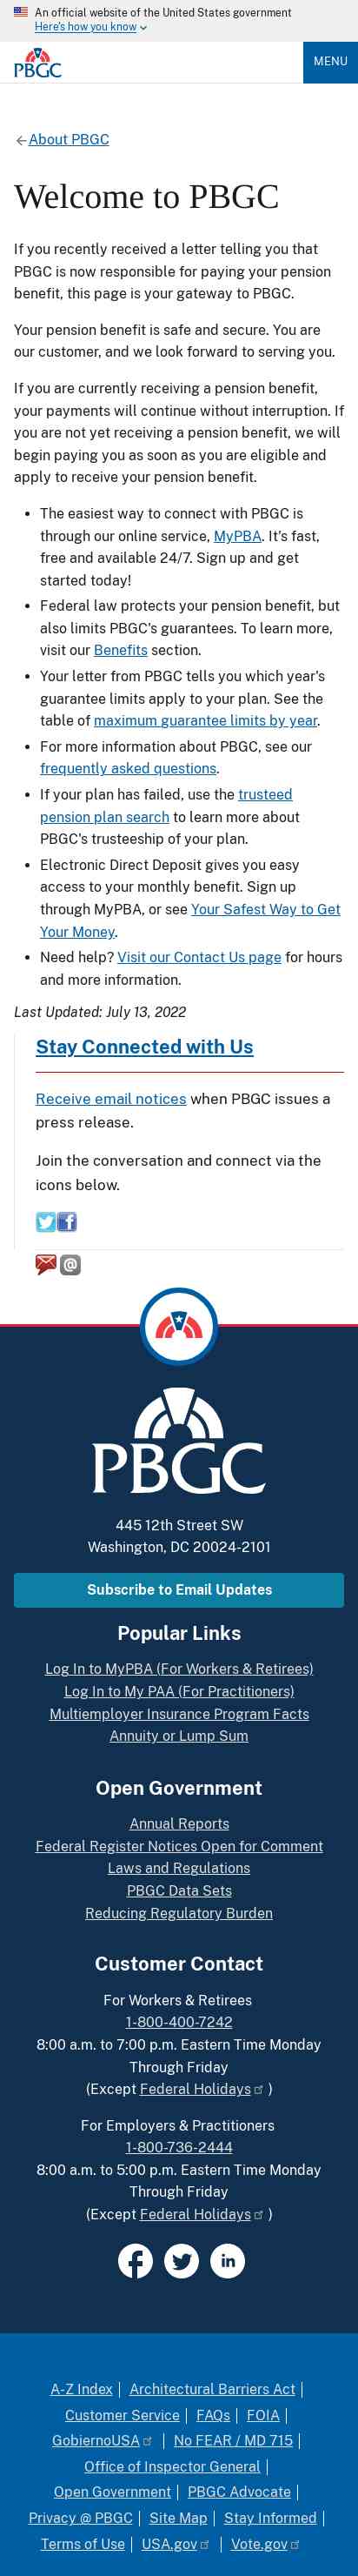 An official website of the United States government
Here's how you know
PBGC
MENU
About PBGC
Welcome to PBGC
If you recently received a letter telling you that
PBGC is now responsible for paying your pension
benefit, this page is your gateway to PBGC.
Your pension benefit is safe and secure. You are
our customer, and we look forward to serving you.
If you are currently receiving a pension benefit,
your payments will continue without interruption. If
you are not yet receiving a pension benefit, we will
begin paying you as soon as you are eligible and
apply to receive your pension benefit.
• The easiest way to connect with PBGC is
through our online service, MyPBA. It's fast,
free and available 24/7. Sign up and get
started today!
• Federal law protects your pension benefit, but
also limits PBGC's guarantees. To learn more,
visit our Benefits section.
• Your letter from PBGC tells you which year's
guarantee limits apply to your plan. See the
table of maximum guarantee limits by year.
• For more information about PBGC, see our
frequently asked questions.
• If your plan has failed, use the trusteed
pension plan search to learn more about
PBGC's trusteeship of your plan.
• Electronic Direct Deposit gives you easy
access to your monthly benefit. Sign up
through MyPBA, or see Your Safest Way to Get
Your Money.
• Need help? Visit our Contact Us page for hours
and more information.
Last Updated: July 13, 2022
Stay Connected with Us
Receive email notices when PBGC issues a
press release.
Join the conversation and connect via the
icons below.
PBGC
445 12th Street SW
Washington, DC 20024-2101
Subscribe to Email Updates
Popular Links
Log In to MyPBA (For Workers & Retirees)
Log In to My PAA (For Practitioners)
Multiemployer Insurance Program Facts
Annuity or Lump Sum
Open Government
Annual Reports
Federal Register Notices Open for Comment
Laws and Regulations
PBGC Data Sets
Reducing Regulatory Burden
Customer Contact
For Workers & Retirees
1-800-400-7242
8:00 a.m. to 7:00 p.m. Eastern Time Monday
Through Friday
(Except Federal Holidays )
For Employers & Practitioners
1-800-736-2444
8:00 a.m. to 5:00 p.m. Eastern Time Monday
Through Friday
(Except Federal Holidays )
A-Z Index | Architectural Barriers Act |
Customer Service | FAQs | FOIA |
GobiernoUSA | No FEAR / MD 715 |
Office of Inspector General |
Open Government | PBGC Advocate |
Privacy @ PBGC | Site Map | Stay Informed |
Terms of Use | USA.gov | Vote.gov